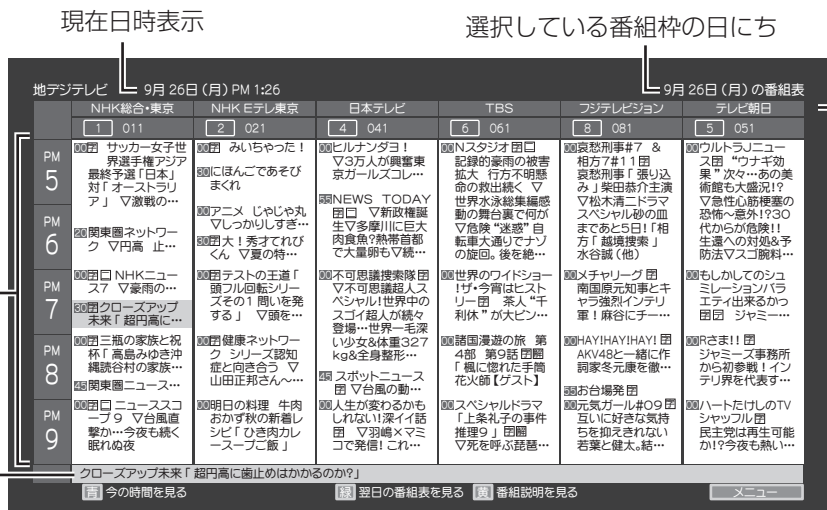 現在日時表示
選択している番組枠の日にち
地デジテレビ 9月 26日 (月) PM 1:26
9月 26日 (月) の番組表
NHK総合•東京
NHK Eテレ東京
日本テレビ
TBS
フジテレビジョン
テレビ朝日
1 011
2 021
4 041
6 061
8 081
5 051
PM
5
PM
6
PM
7
PM
8
PM
9
00字 サッカー女子世
界選手権アジア
最終予選「日本」
対「オーストラリ
ア」 ▽激戦の…
20関東圏ネットワー
ク ▽円高 止…
00字 NHKニュー
ス7 ▽豪雨の…
30字クローズアップ
未来「超円高に…
00字三瓶の家族と祝
杯「高島みゆき沖
縄読谷村の家族…
45関東圏ニュース…
00字 ニューススコ
ープ9 ▽台風直
撃か…今夜も続く
眠れぬ夜
00字 みいちゃった!
00にほんごであそび
まくれ
00アニメ じゃじゃ丸
▽しっかりしすぎ…
00字大!秀才てれび
くん ▽夏の特…
00字テストの王道「
頭フル回転シリー
ズその1 問いを発
する」 ▽頭を…
00字健康ネットワー
ク シリーズ認知
症と向き合う ▽
山田正邦さん〜…
00明日の料理 牛肉
おかず秋の新着レ
シピ「ひき肉カレ
ースープご飯」
00ヒルナンダヨ!
▽3万人が興奮東
京ガールズコレ…
55NEWS TODAY
字 ▽新政権誕
生▽多摩川に巨大
肉食魚?熱帯首都
で大量卵も▽続…
00不可思議捜索隊字
▽不可思議超人ス
ペシャル!世界中の
スゴイ超人が続々
登場…世界一毛深
い少女&体重327
kg&全身整形…
45 スポットニュース
字 ▽台風の動…
00人生が変わるかも
しれない!深イイ話
字 ▽羽嶋×マミ
コで発信! これ…
00Nスタジオ字
記録的豪雨の被害
拡大 行方不明懸
命の救出続く ▽
世界水泳総集編感
動の舞台裏で何が
▽危険“迷惑”自
転車大通りでナゾ
の旋回。後を絶…
00世界のワイドショー
!ザ・今宵はヒスト
リー字 茶人“千
利休”が大ピン…
00諸国漫遊の旅 第
4部 第9話字
「楓に惚れた手筒
花火師【ゲスト】
00スペシャルドラマ
「上条礼子の事件
推理9」字
▽死を呼ぶ琵琶…
00哀愁刑事#7 &
相方7#11字
哀愁刑事「張り込
み」柴田恭介主演
▽松木清二ドラマ
スペシャル砂の皿
まであと5日!「相
方「越境捜索」
水谷誠(他)
00メチャリーグ字
南国原元知事とキ
ャラ強烈インテリ
軍!麻谷にチー…
00HAY!HAY!HAY!字
AKV48と一緒に作
詞家冬元康を徹…
55お台場発字
00元気ガール#09字
互いに好きな気持
ちを抑えきれない
若菜と健太。結…
00ウルトラJニュー
ス字 “ウナギ効
果”次々…あの美
術館も大盛況!?
▽急性心筋梗塞の
恐怖〜意外!?30
代からが危険!!
生還への対処&予
防法▽スゴ腕料…
00もしかしてのシュ
ミレーションバラ
エティ出来るかっ
字 ジャミー…
00Rさま!!字
ジャミーズ事務所
から初参戦!イン
テリ界を代表す…
00ハートたけしのTV
シャッフル字
民主党は再生可能
か!?今夜も熱い…
クローズアップ未来「超円高に歯止めはかかるのか?」
青 今の時間を見る
緑 翌日の番組表を見る 黄 番組説明を見る
メニュー